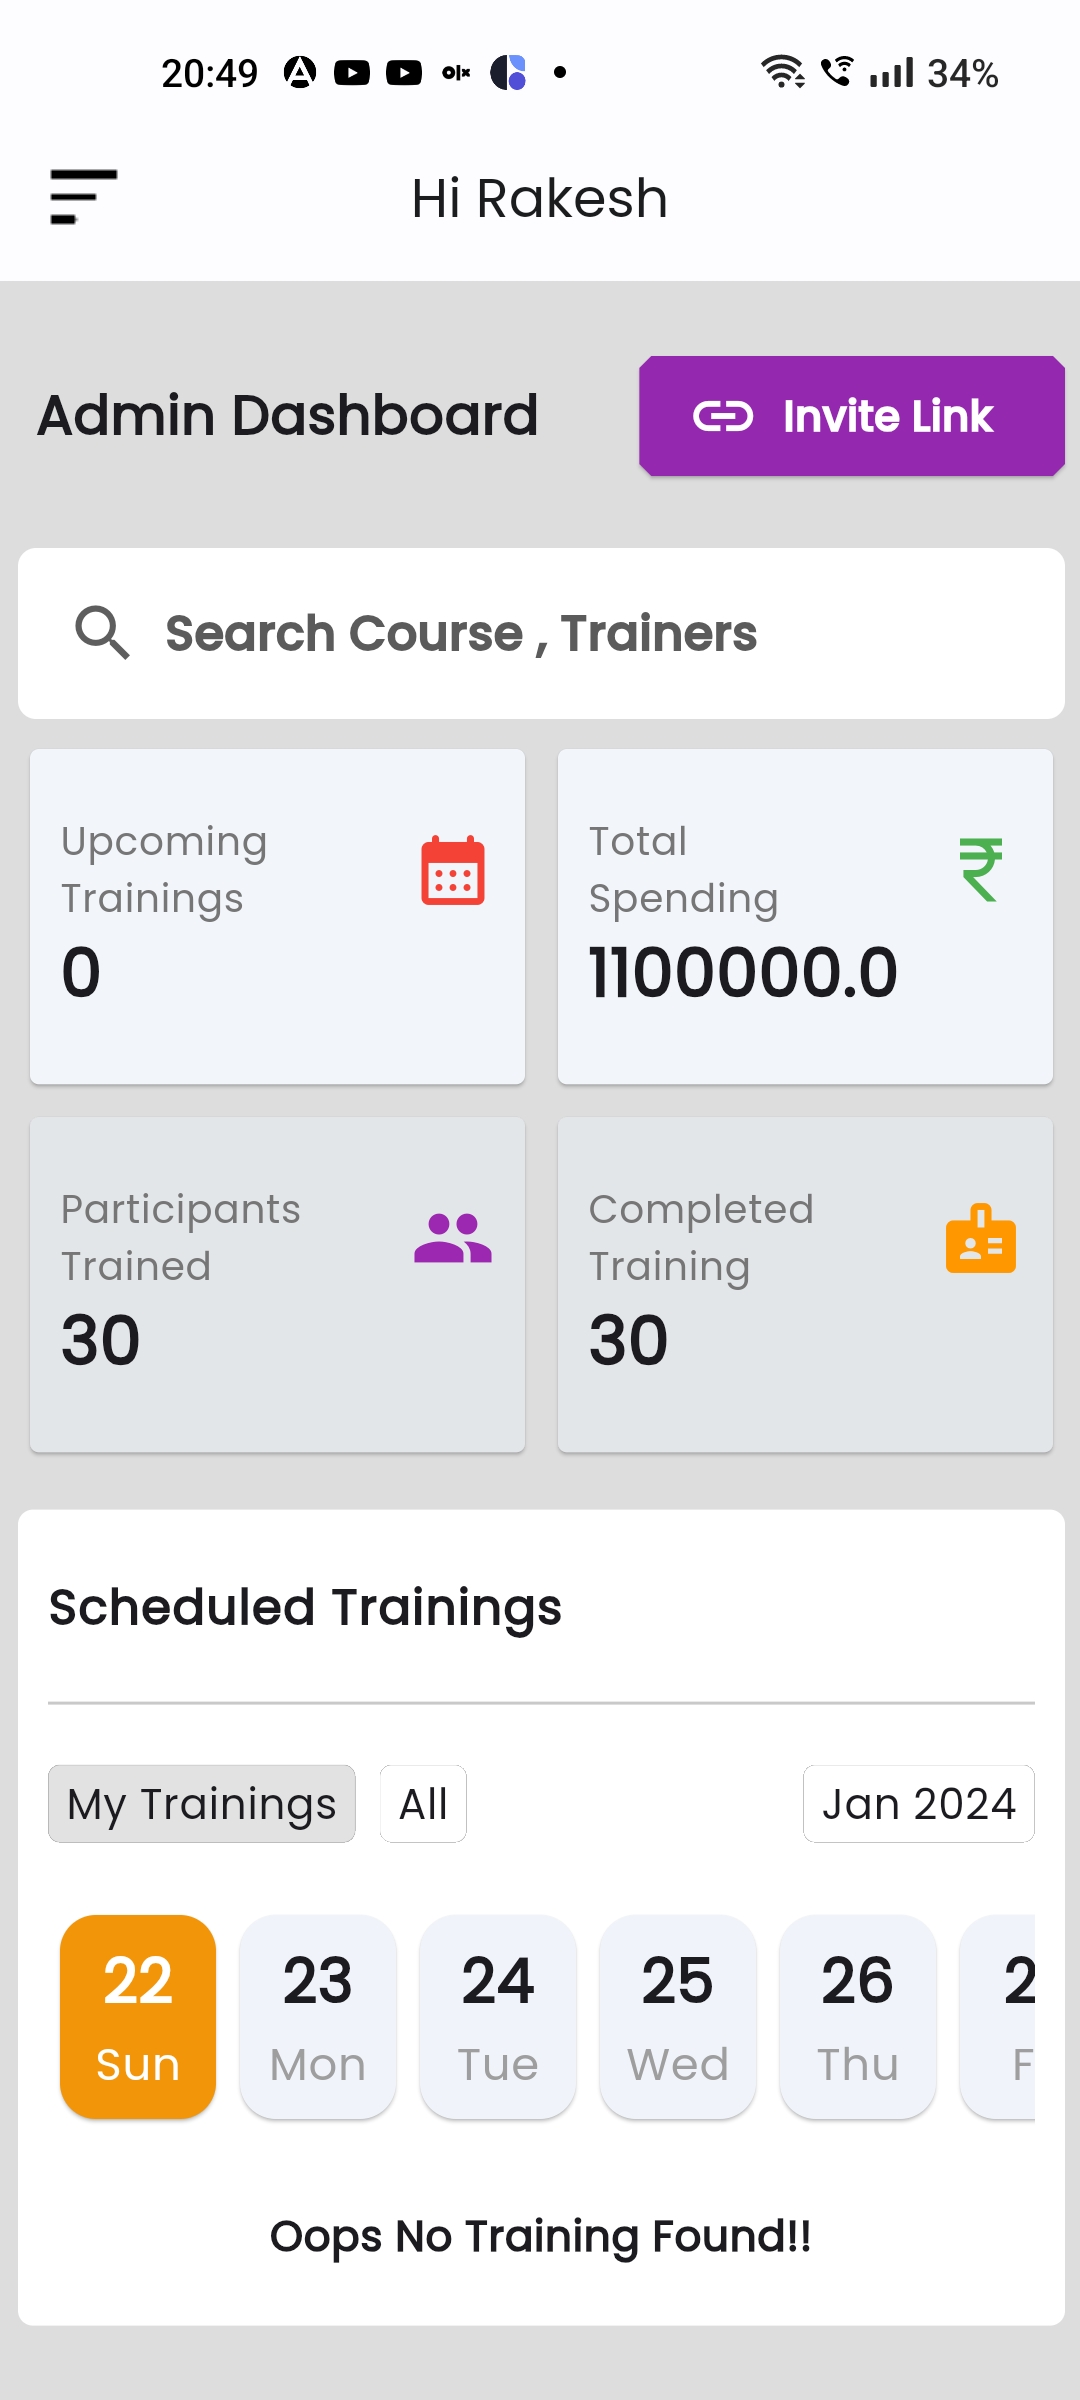 20:49 olx 34%
Hi Rakesh
Admin Dashboard
Invite Link
Search Course , Trainers
Upcoming
Trainings
0
Total
Spending
1100000.0
Participants
Trained
30
Completed
Training
30
Scheduled Trainings
My Trainings All Jan 2024
22 23 24 25 26 2
Sun Mon Tue Wed Thu F
Oops No Training Found!!